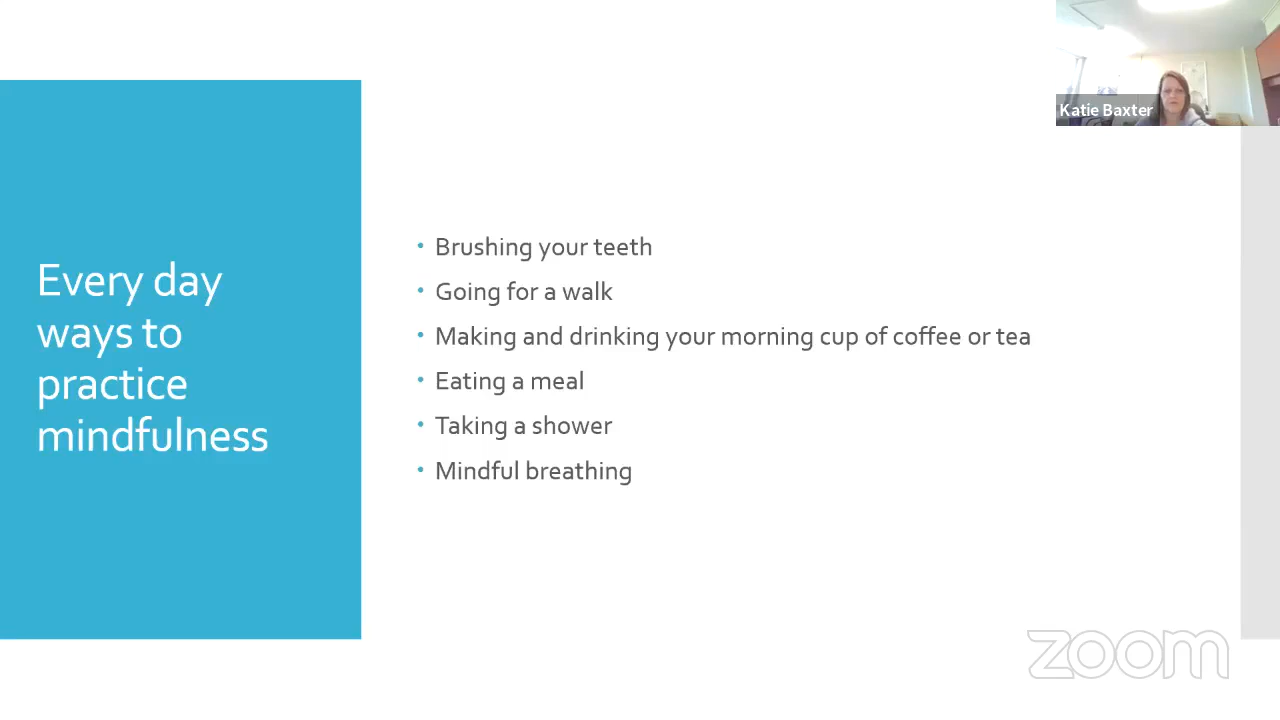 Katie Baxter
Every day
ways to
practice
mindfulness
• Brushing your teeth
• Going for a walk
• Making and drinking your morning cup of coffee or tea
• Eating a meal
• Taking a shower
• Mindful breathing
zoom